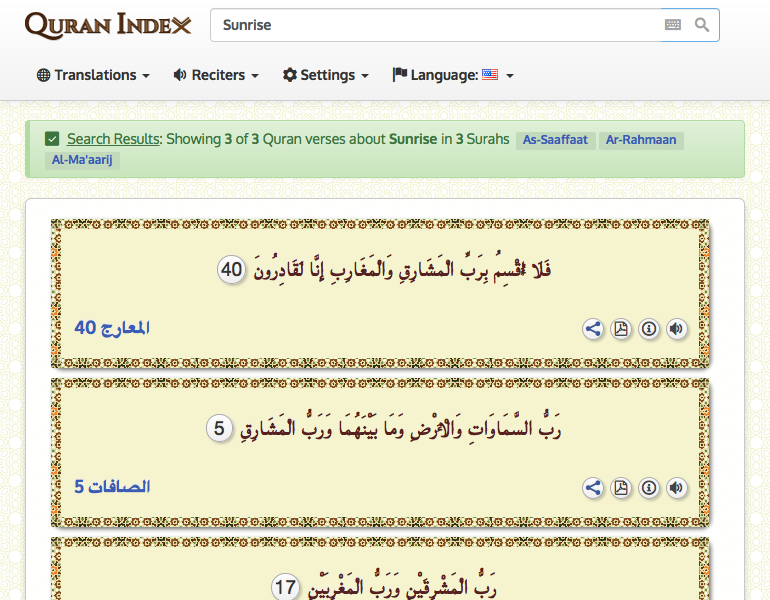 QURAN INDEX
Sunrise
Translations
Reciters
Settings
Language:
Search Results: Showing 3 of 3 Quran verses about Sunrise in 3 Surahs As-Saaffaat Ar-Rahmaan
Al-Ma'aarij
فَلَا أُقْسِمُ بِرَبِّ الْمَشَارِقِ وَالْمَغَارِبِ إِنَّا لَقَادِرُونَ 40
المعارج 40
رَبُّ السَّمَاوَاتِ وَالْأَرْضِ وَمَا بَيْنَهُمَا وَرَبُّ الْمَشَارِقِ 5
الصافات 5
رَبُّ الْمَشْرِقَيْنِ وَرَبُّ الْمَغْرِبَيْنِ 17